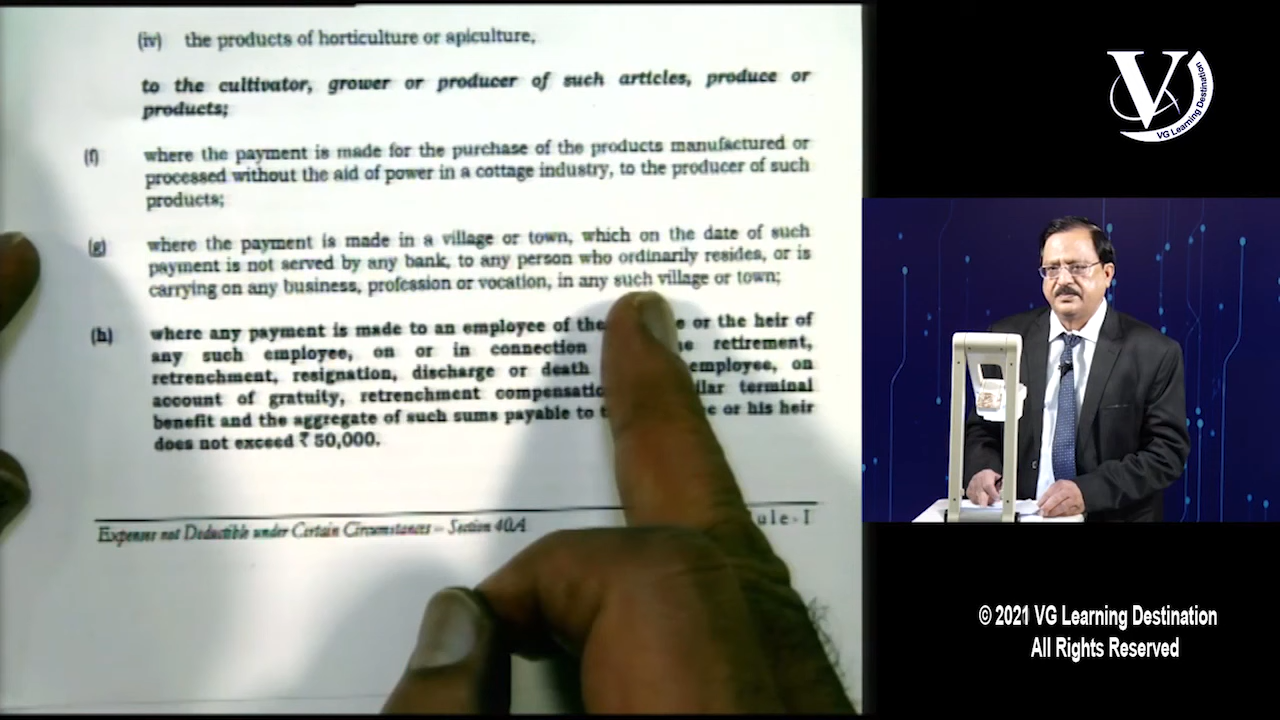 (iv) the products of horticulture or apiculture,
to the cultivator, grower or producer of such articles, produce or
products;
(f) where the payment is made for the purchase of the products manufactured or
processed without the aid of power in a cottage industry, to the producer of such
products;
(g) where the payment is made in a village or town, which on the date of such
payment is not served by any bank, to any person who ordinarily resides, or is
carrying on any business, profession or vocation, in any such village or town;
(h) where any payment is made to an employee of the or the heir of
any such employee, on or in connection retirement,
retrenchment, resignation, discharge or death employee, on
account of gratuity, retrenchment terminal
benefit and the aggregate of such sums payable to or his heir
does not exceed ₹ 50,000.
Expenses not Deductible under Certain Circumstances – Section 40A
V
VG Learning Destination
© 2021 VG Learning Destination
All Rights Reserved